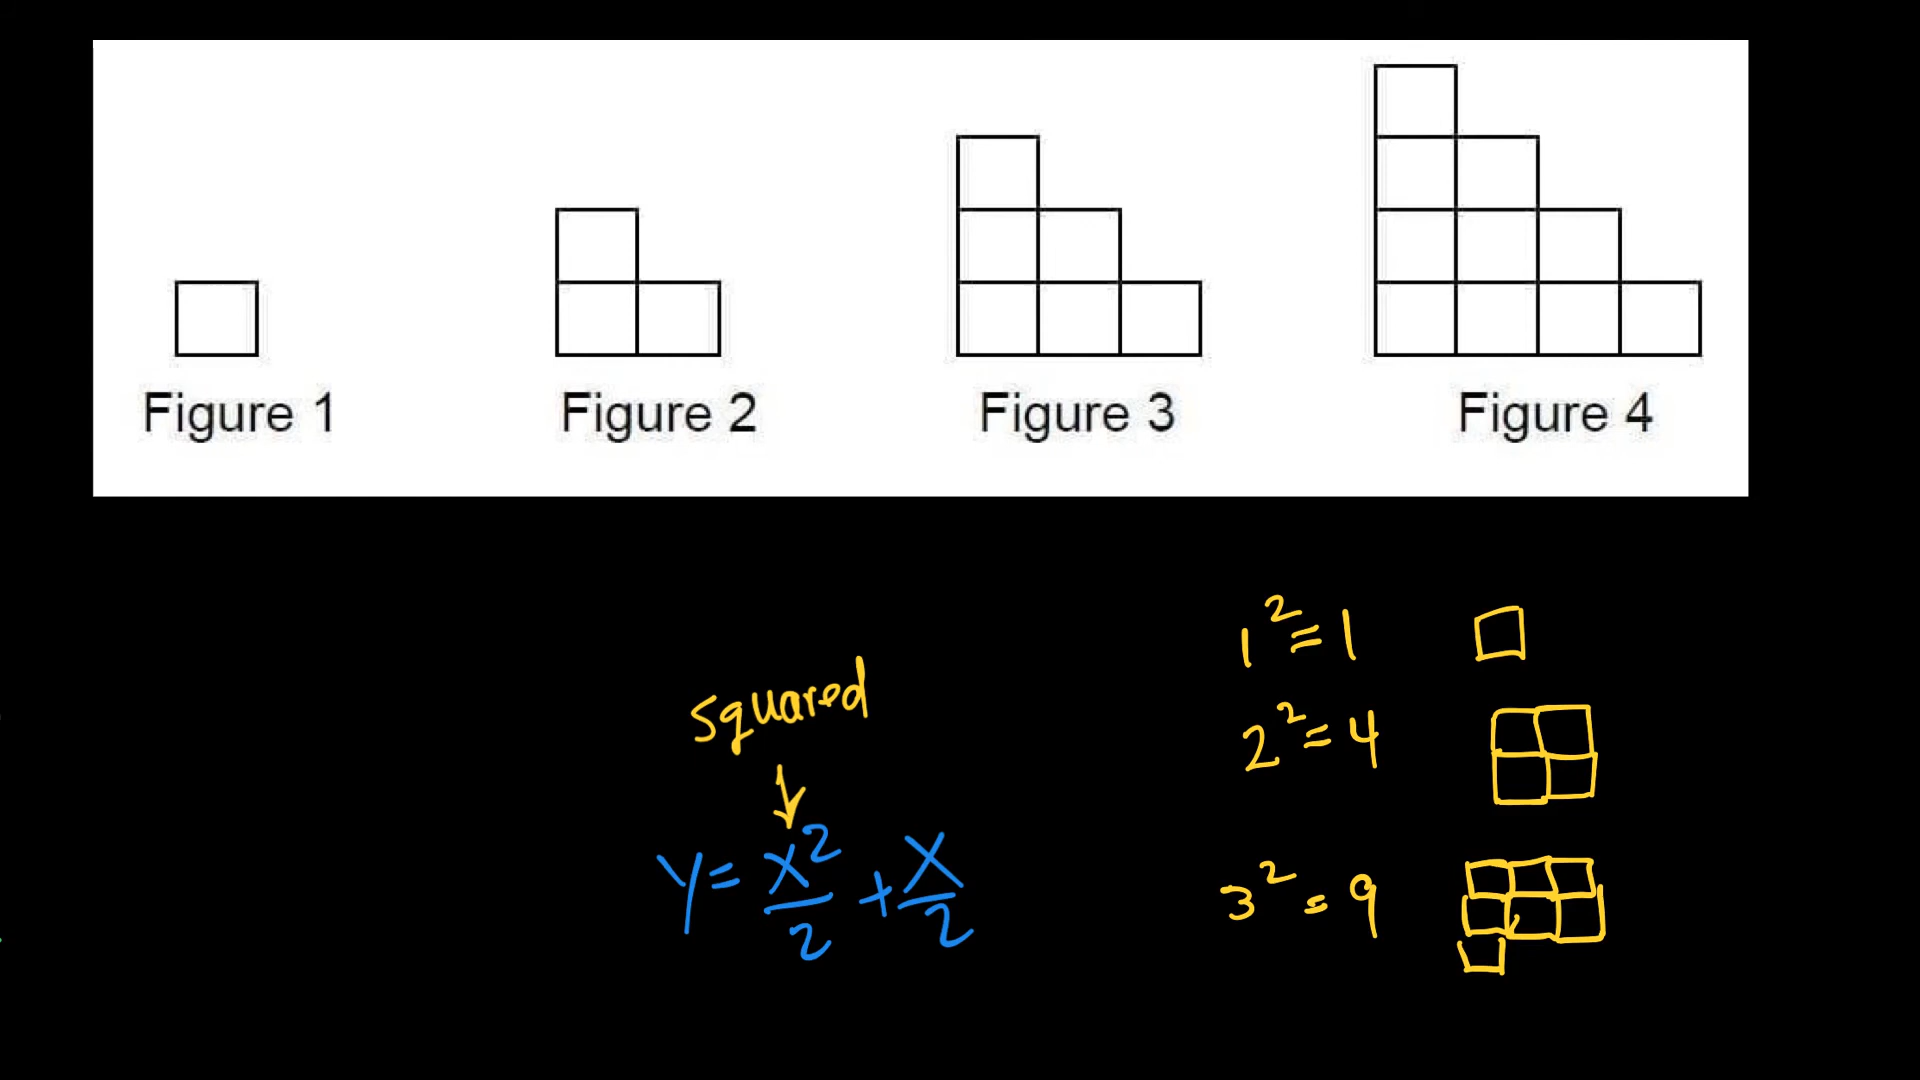 Figure 1
Figure 2
Figure 3
Figure 4
1² = 1
squared
2² = 4
Y = x²/2 + x/2
3² = 9